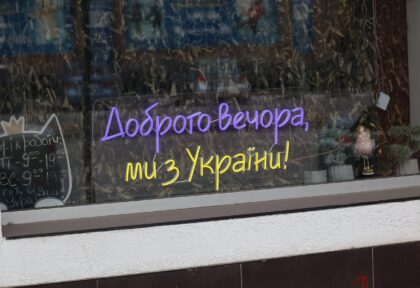 Доброго вечора,
ми з України!